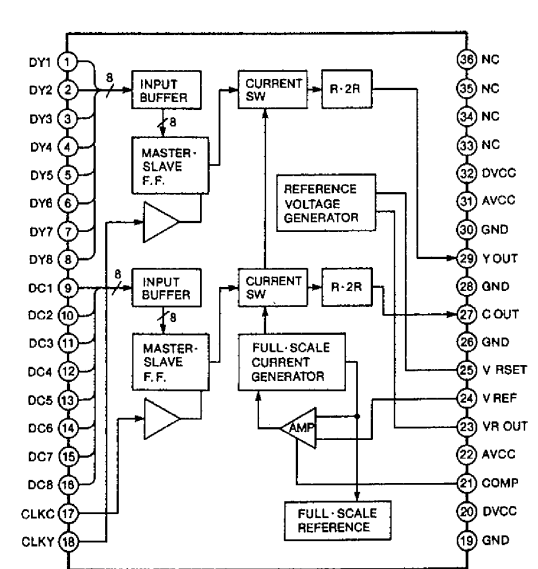 DY1 1
DY2 2
DY3 3
DY4 4
DY5 5
DY6 6
DY7 7
DY8 8
DC1 9
DC2 10
DC3 11
DC4 12
DC5 13
DC6 14
DC7 15
DC8 16
CLKC 17
CLKY 18
8
INPUT
BUFFER
8
MASTER-
SLAVE
F.F.
CURRENT
SW
R·2R
REFERENCE
VOLTAGE
GENERATOR
8
INPUT
BUFFER
8
MASTER-
SLAVE
F.F.
CURRENT
SW
R·2R
FULL-SCALE
CURRENT
GENERATOR
AMP
FULL-SCALE
REFERENCE
36 NC
35 NC
34 NC
33 NC
32 DVCC
31 AVCC
30 GND
29 Y OUT
28 GND
27 C OUT
26 GND
25 V RSET
24 V REF
23 VR OUT
22 AVCC
21 COMP
20 DVCC
19 GND